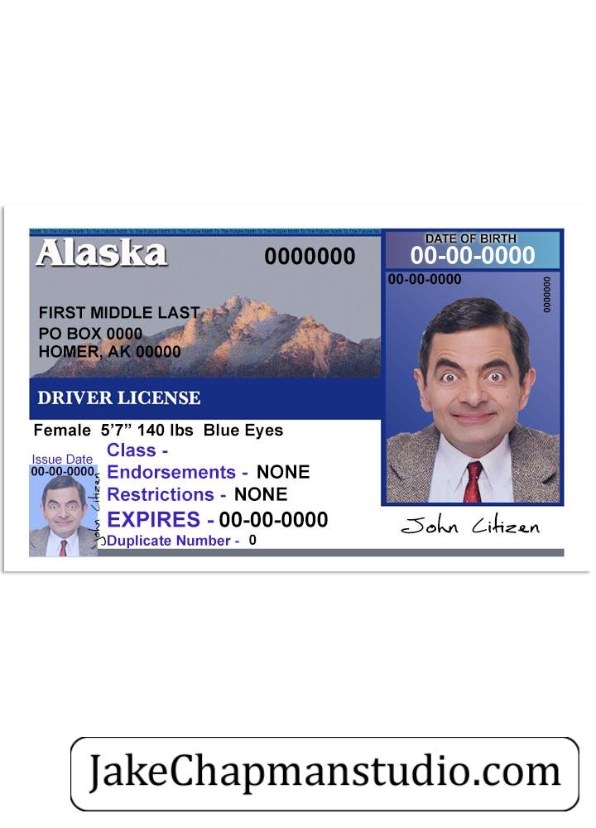 Alaska
0000000
DATE OF BIRTH
00-00-0000
00-00-0000
0000000
FIRST MIDDLE LAST
PO BOX 0000
HOMER, AK 00000
DRIVER LICENSE
Female 5'7” 140 lbs Blue Eyes
Issue Date
00-00-0000
John Citizen
Class -
Endorsements - NONE
Restrictions - NONE
EXPIRES - 00-00-0000
Duplicate Number - 0
John Citizen
JakeChapmanstudio.com